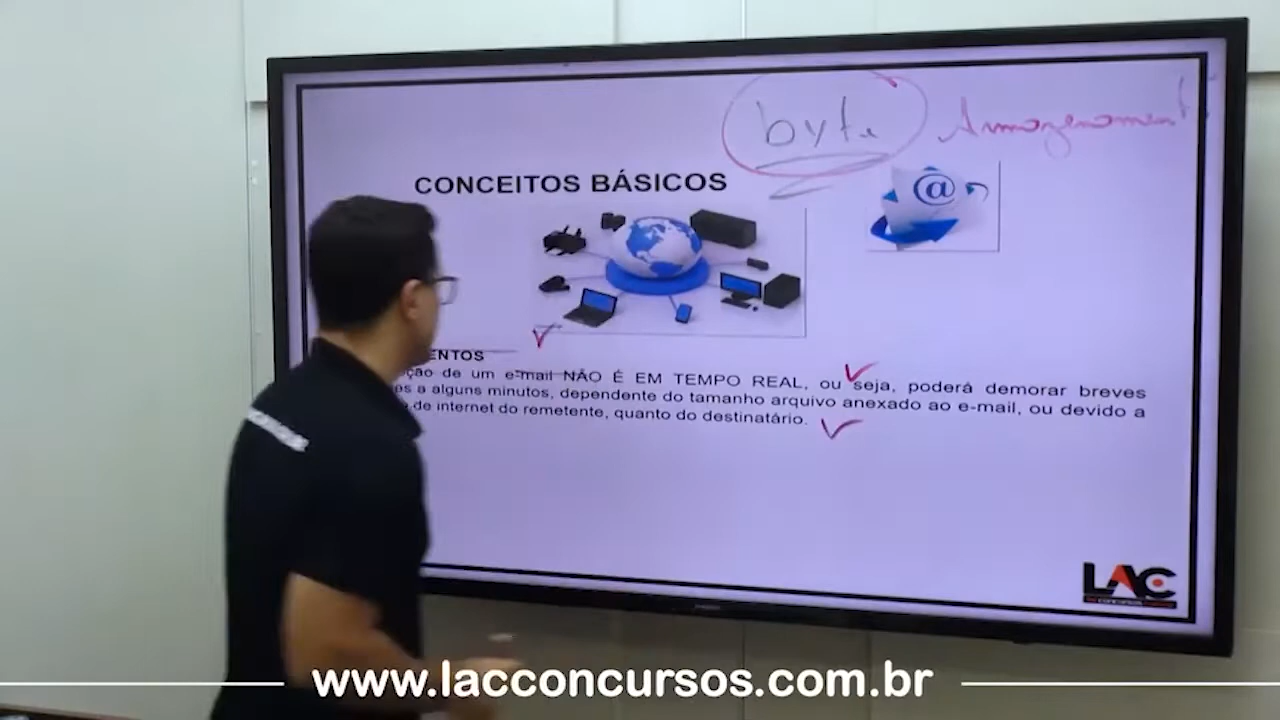 byte Armazenament
@
CONCEITOS BÁSICOS
ENTOS
ção de um e-mail NÃO É EM TEMPO REAL, ou seja, poderá demorar breves
es a alguns minutos, dependente do tamanho arquivo anexado ao e-mail, ou devido a
de internet do remetente, quanto do destinatário.
LAC
www.lacconcursos.com.br